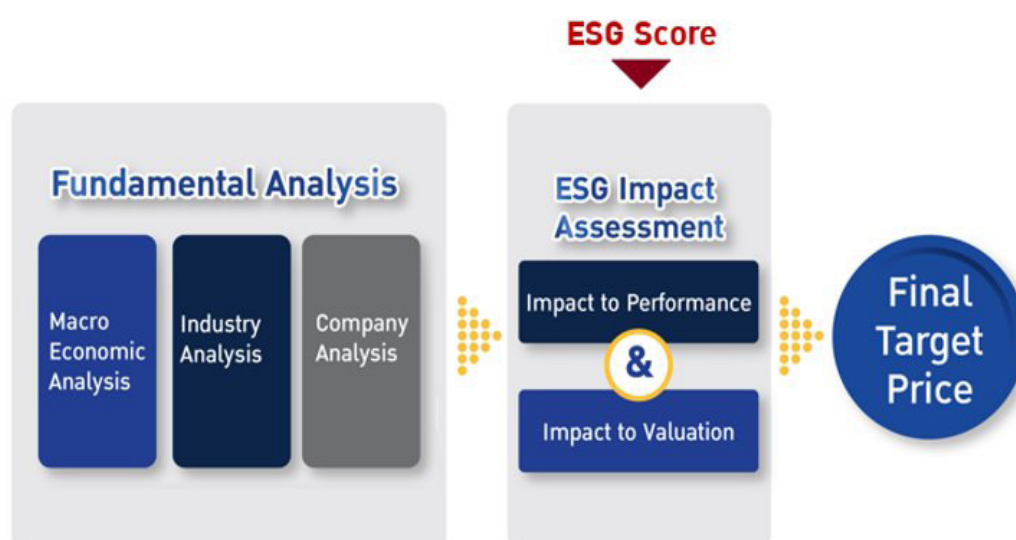 ESG Score
Fundamental Analysis
Macro
Economic
Analysis
Industry
Analysis
Company
Analysis
ESG Impact
Assessment
Impact to Performance
&
Impact to Valuation
Final
Target
Price